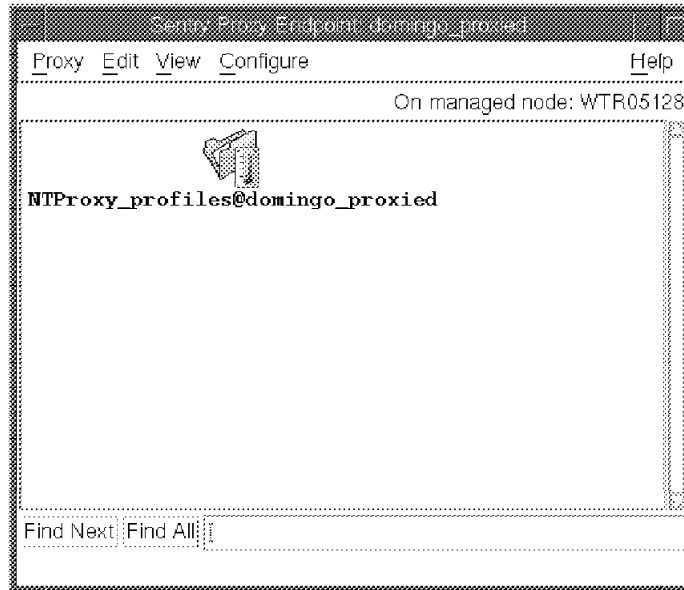 Sentry Proxy Endpoint: domingo_proxied
Proxy Edit View Configure Help
On managed node: WTR05128
NTProxy_profiles@domingo_proxied
Find Next Find All